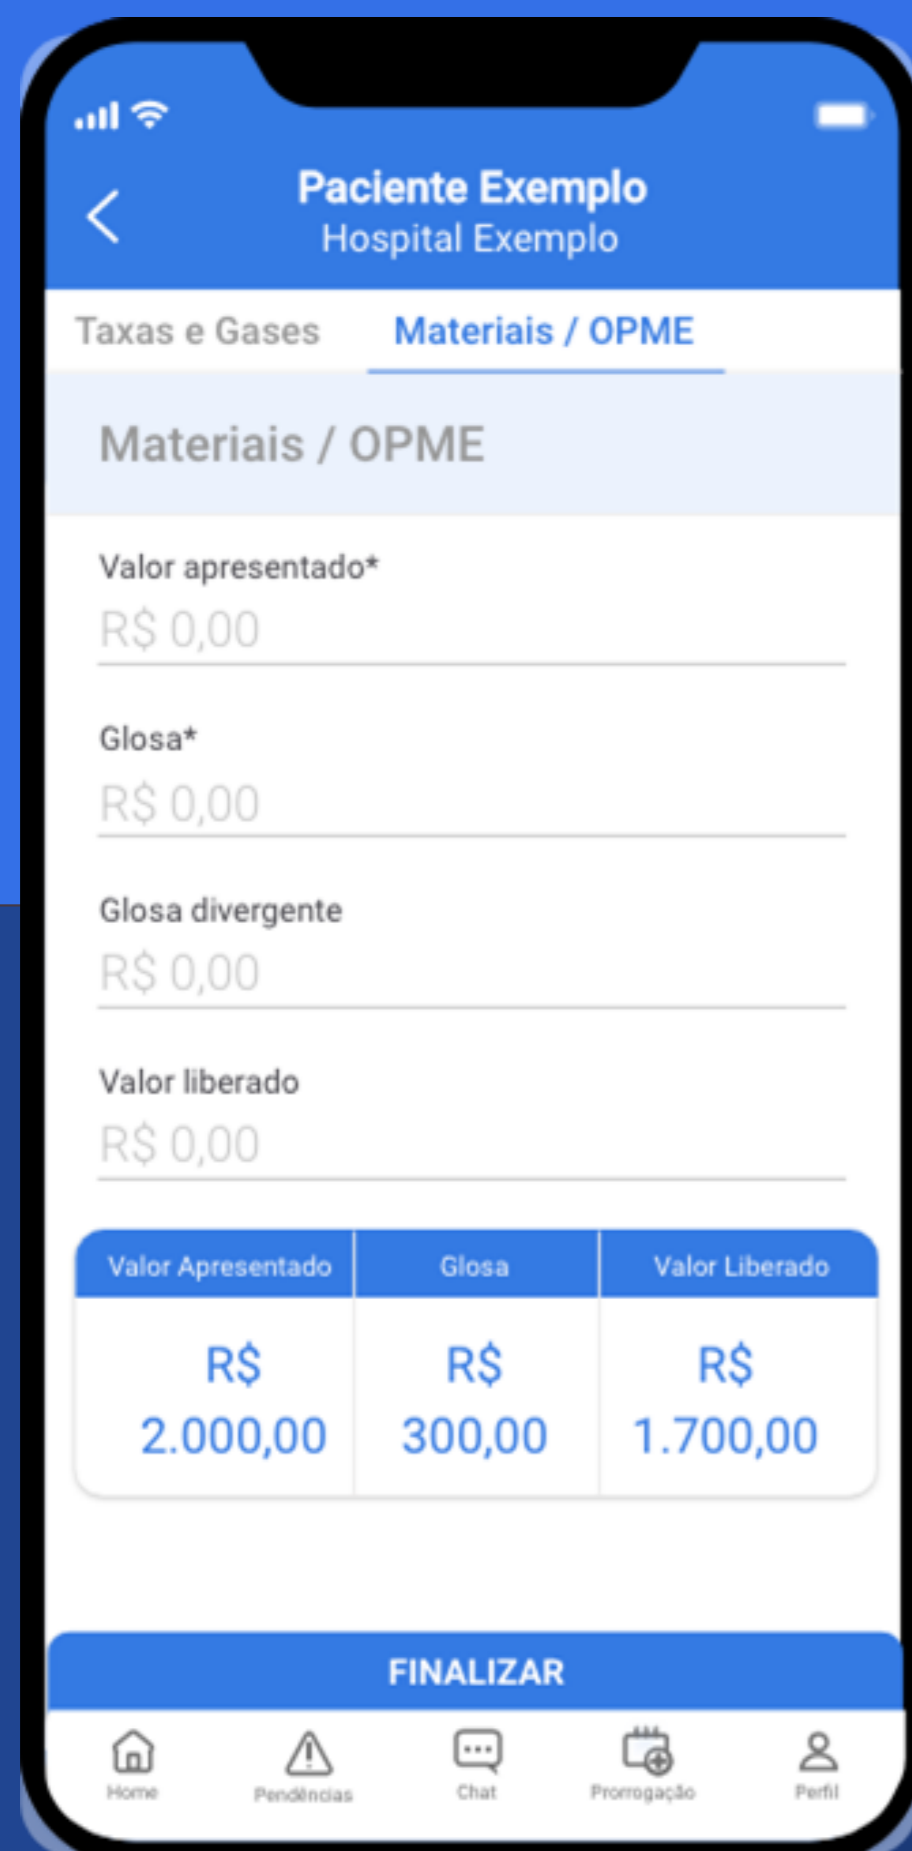 Paciente Exemplo
Hospital Exemplo
Taxas e Gases
Materiais / OPME
Materiais / OPME
Valor apresentado*
R$ 0,00
Glosa*
R$ 0,00
Glosa divergente
R$ 0,00
Valor liberado
R$ 0,00
Valor Apresentado
Glosa
Valor Liberado
R$
2.000,00
R$
300,00
R$
1.700,00
FINALIZAR
Home
Pendências
Chat
Prorrogação
Perfil